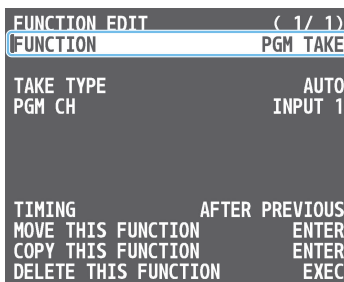 FUNCTION EDIT ( 1/ 1)
FUNCTION PGM TAKE
TAKE TYPE AUTO
PGM CH INPUT 1
TIMING AFTER PREVIOUS
MOVE THIS FUNCTION ENTER
COPY THIS FUNCTION ENTER
DELETE THIS FUNCTION EXEC